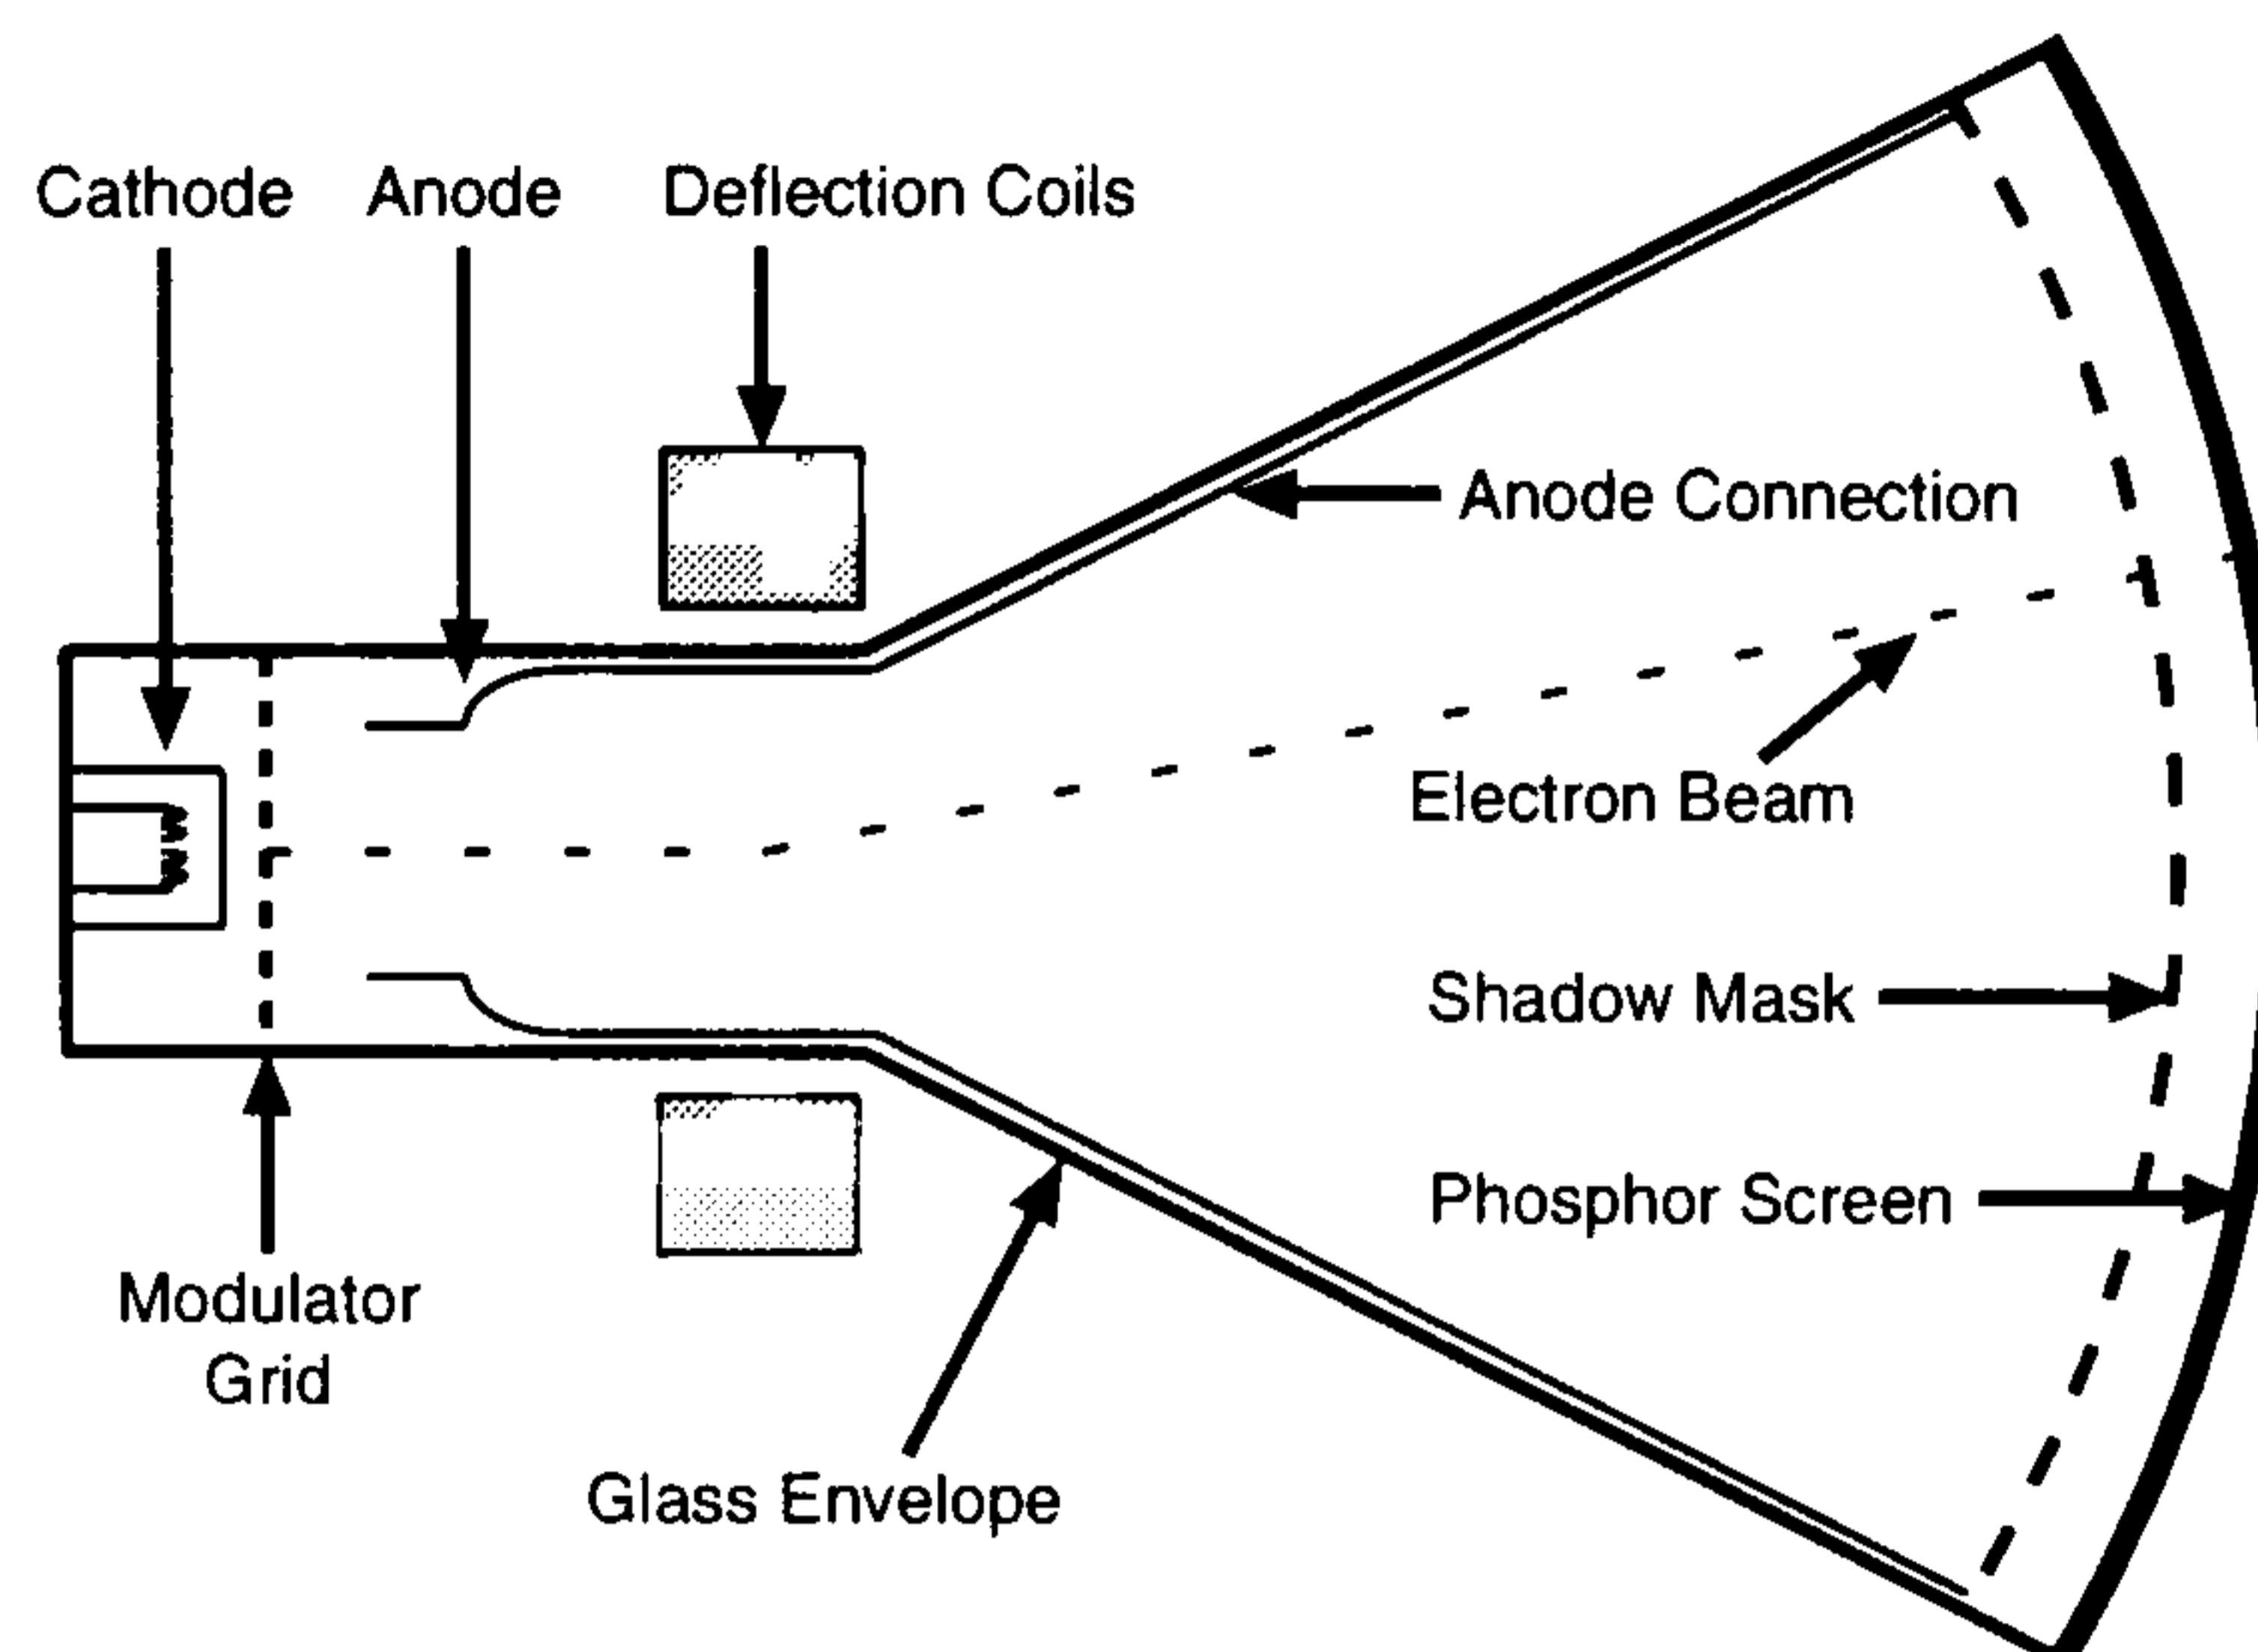 Cathode
Anode
Deflection Coils
Anode Connection
Electron Beam
Shadow Mask
Phosphor Screen
Modulator
Grid
Glass Envelope